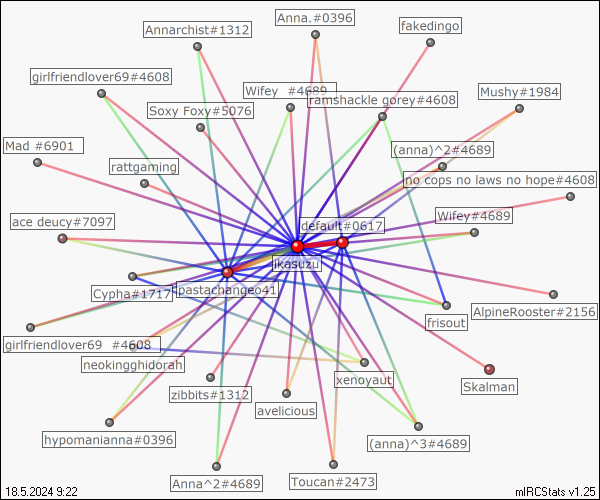 Anna.#0396
Annarchist#1312
fakedingo
girlfriendlover69#4608
Wifey  #4689
Mushy#1984
ramshackle gorey#4608
Soxy Foxy#5076
Mad #6901
(anna)^2#4689
rattgaming
no cops no laws no hope#4608
ace deucy#7097
default#0617
Wifey#4689
jkasuzu
Cypha#1717
pastachange41
AlpineRooster#2156
frisout
girlfriendlover69  #4608
neokingghidorah
xenoyaut
Skalman
zibbits#1312
avelicious
hypomanianna#0396
(anna)^3#4689
Anna^2#4689
Toucan#2473
18.5.2024 9:22
mIRCStats v1.25